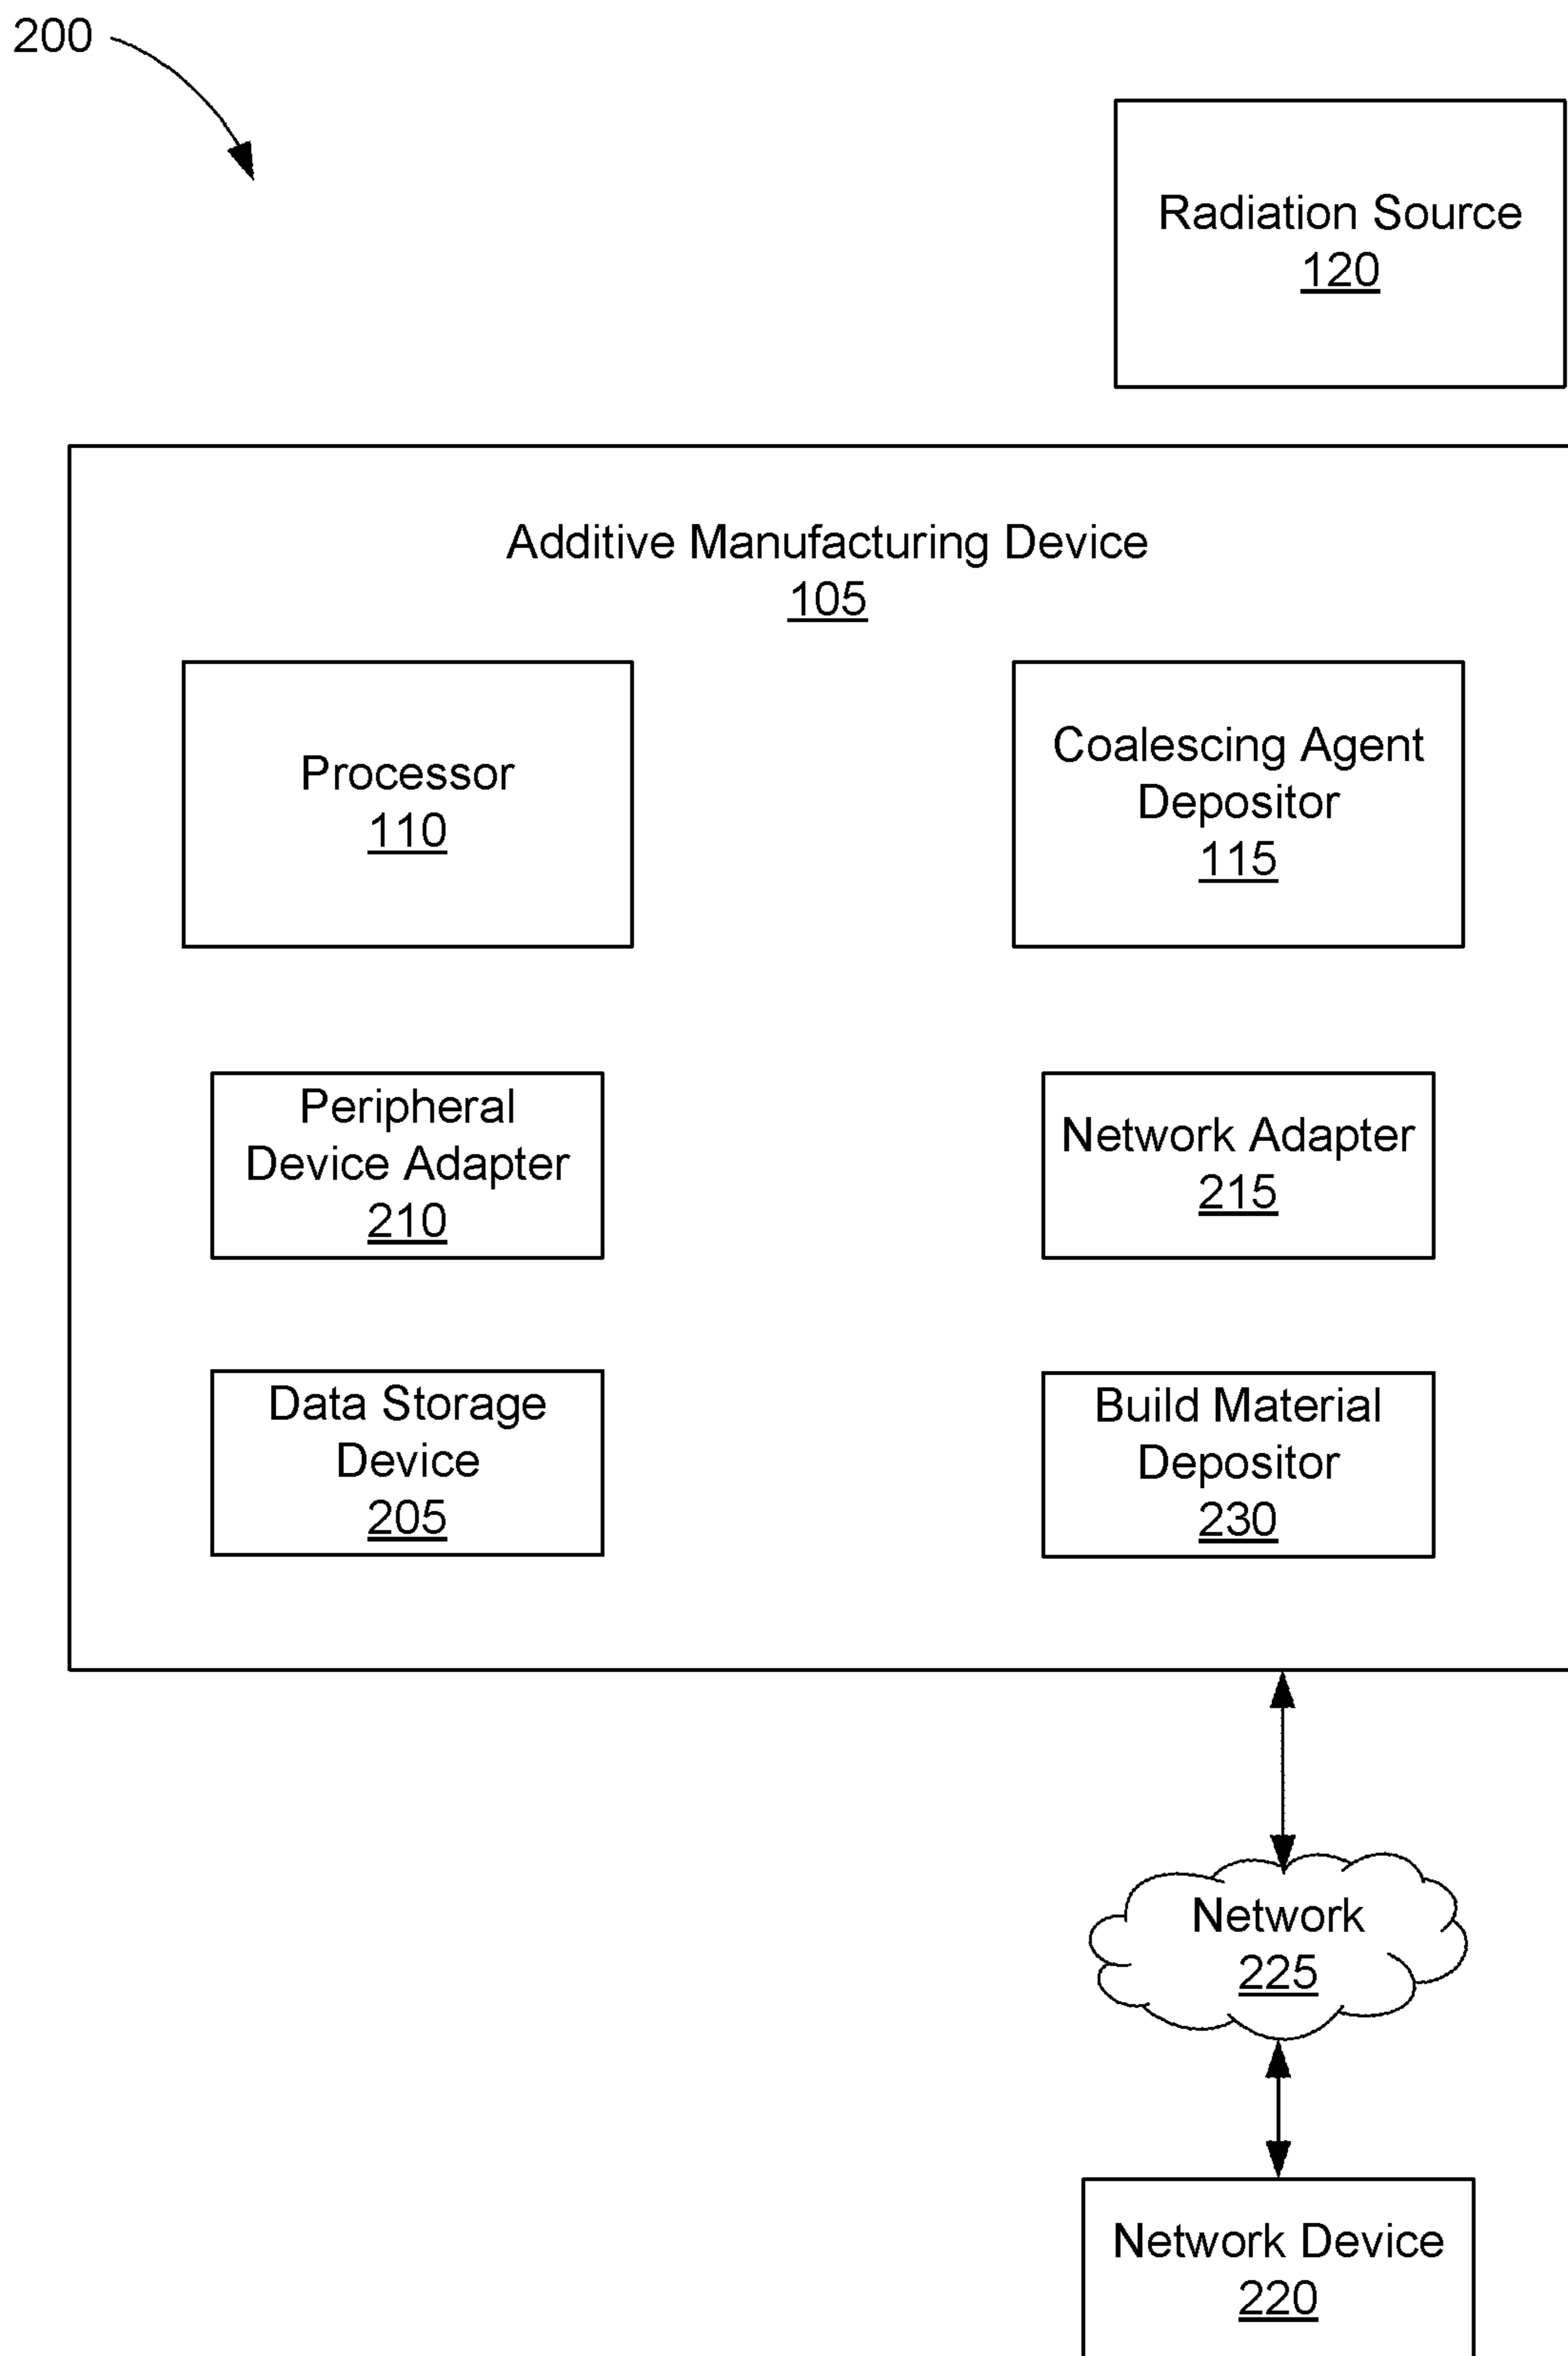 200
Radiation Source
120
Additive Manufacturing Device
105
Processor
110
Coalescing Agent
Depositor
115
Peripheral
Device Adapter
210
Network Adapter
215
Data Storage
Device
205
Build Material
Depositor
230
Network
225
Network Device
220